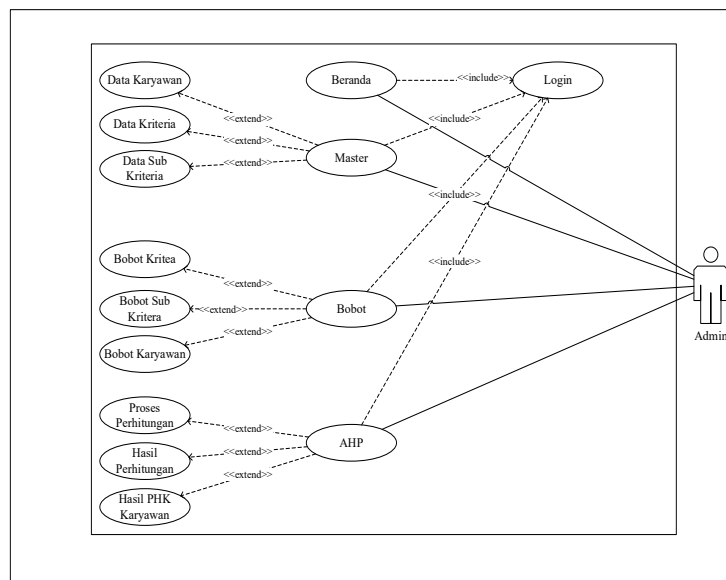 Data Karyawan
Beranda
<<include>>
Login
<<extend>>
<<include>>
Data Kriteria
<<extend>>
Data Sub
Kriteria
<<extend>>
Master
<<include>>
Bobot Kritea
<<include>>
<<extend>>
Bobot Sub
Kritera
<<extend>>
Bobot
<<extend>>
Bobot Karyawan
Admin
Proses
Perhitungan
<<extend>>
AHP
Hasil
Perhitungan
<<extend>>
<<extend>>
Hasil PHK
Karyawan